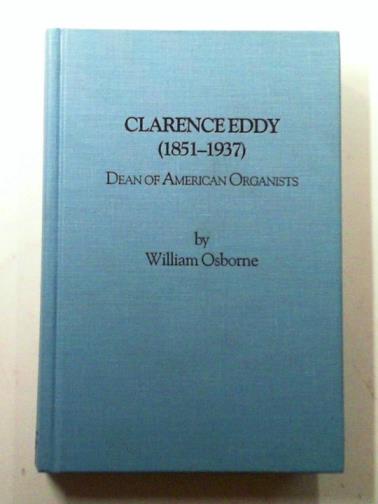 CLARENCE EDDY
(1851–1937)
DEAN OF AMERICAN ORGANISTS
by
William Osborne